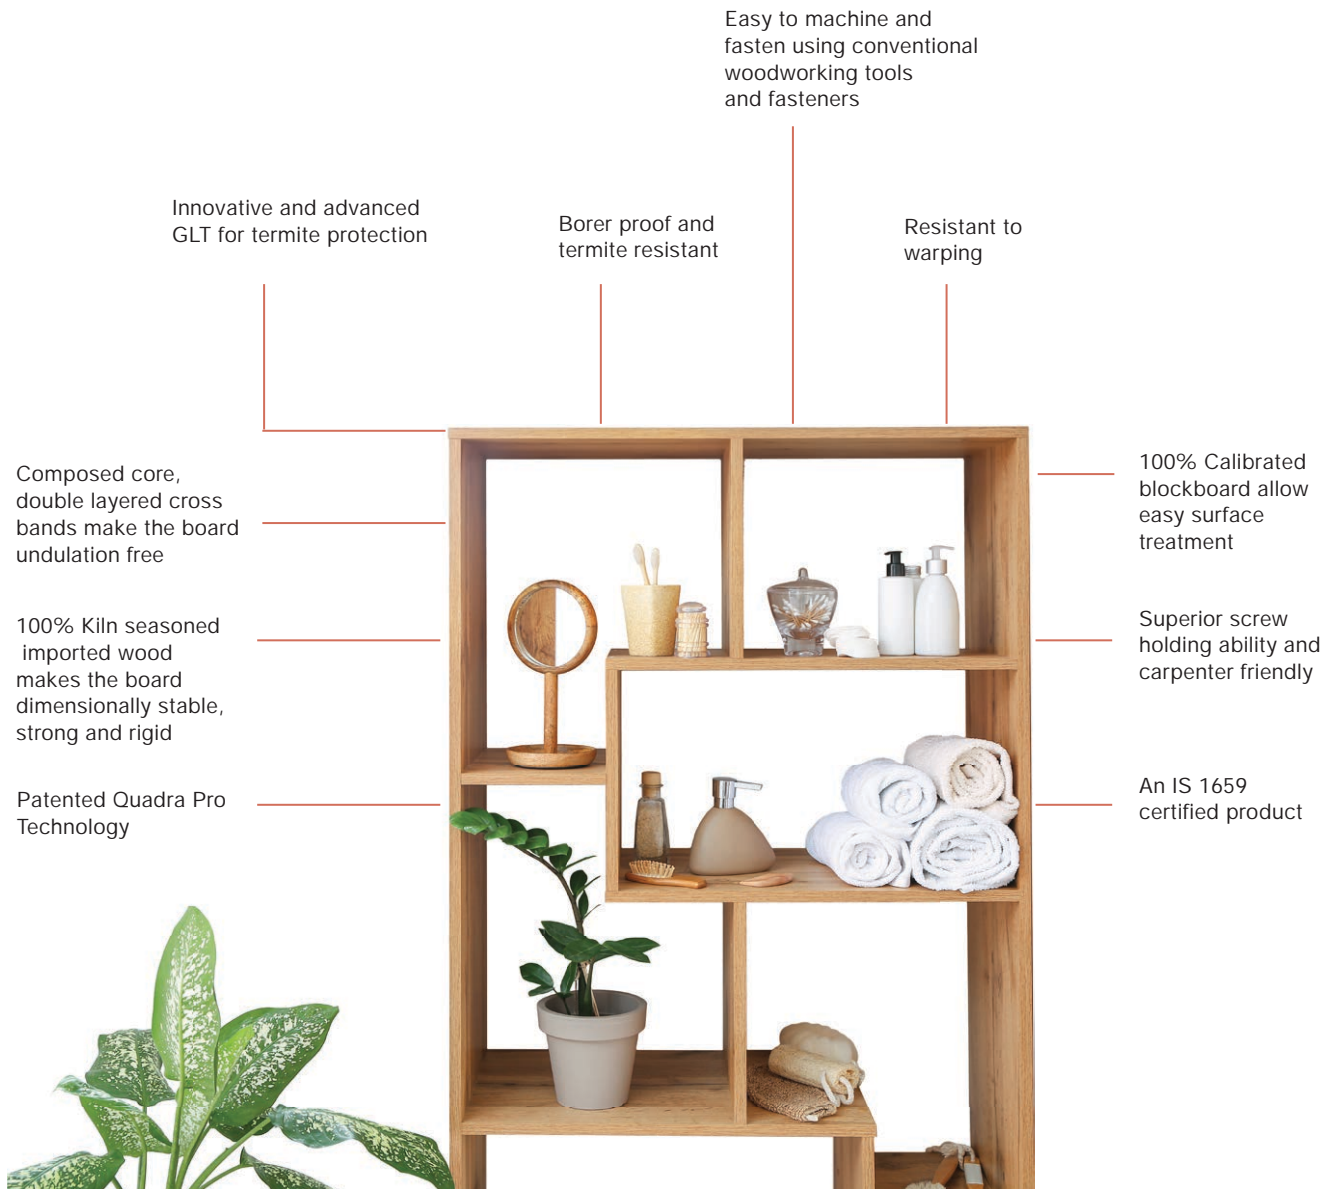 Easy to machine and
fasten using conventional
woodworking tools
and fasteners
Innovative and advanced
GLT for termite protection
Borer proof and
termite resistant
Resistant to
warping
Composed core,
double layered cross
bands make the board
undulation free
100% Kiln seasoned
imported wood
makes the board
dimensionally stable,
strong and rigid
Patented Quadra Pro
Technology
100% Calibrated
blockboard allow
easy surface
treatment
Superior screw
holding ability and
carpenter friendly
An IS 1659
certified product